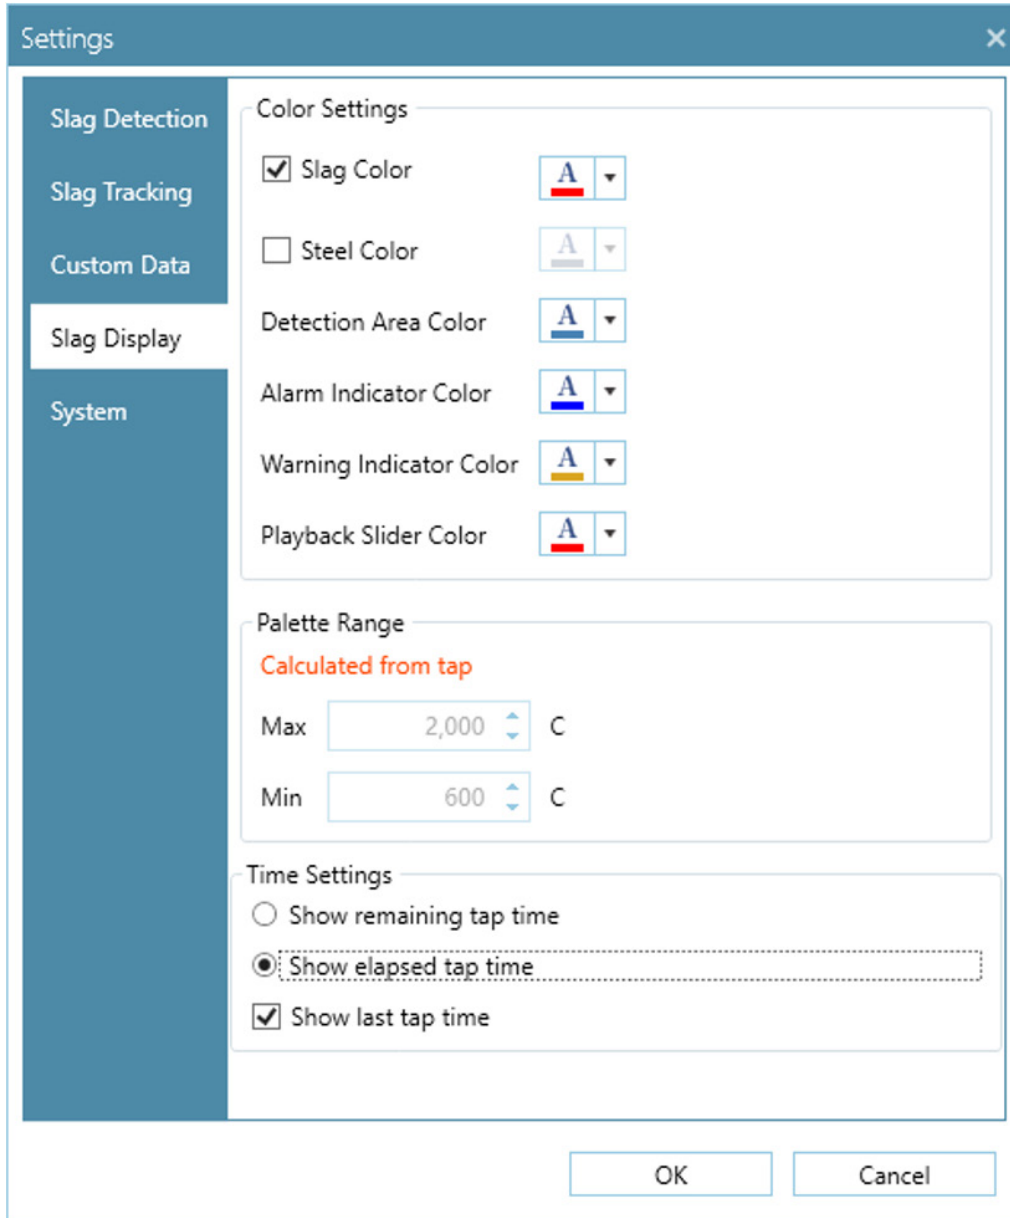 Settings
Slag Detection
Slag Tracking
Custom Data
Slag Display
System
Color Settings
Slag Color
A
Steel Color
A
Detection Area Color
A
Alarm Indicator Color
A
Warning Indicator Color
A
Playback Slider Color
A
Palette Range
Calculated from tap
Max 2,000 C
Min 600 C
Time Settings
Show remaining tap time
Show elapsed tap time
Show last tap time
OK
Cancel